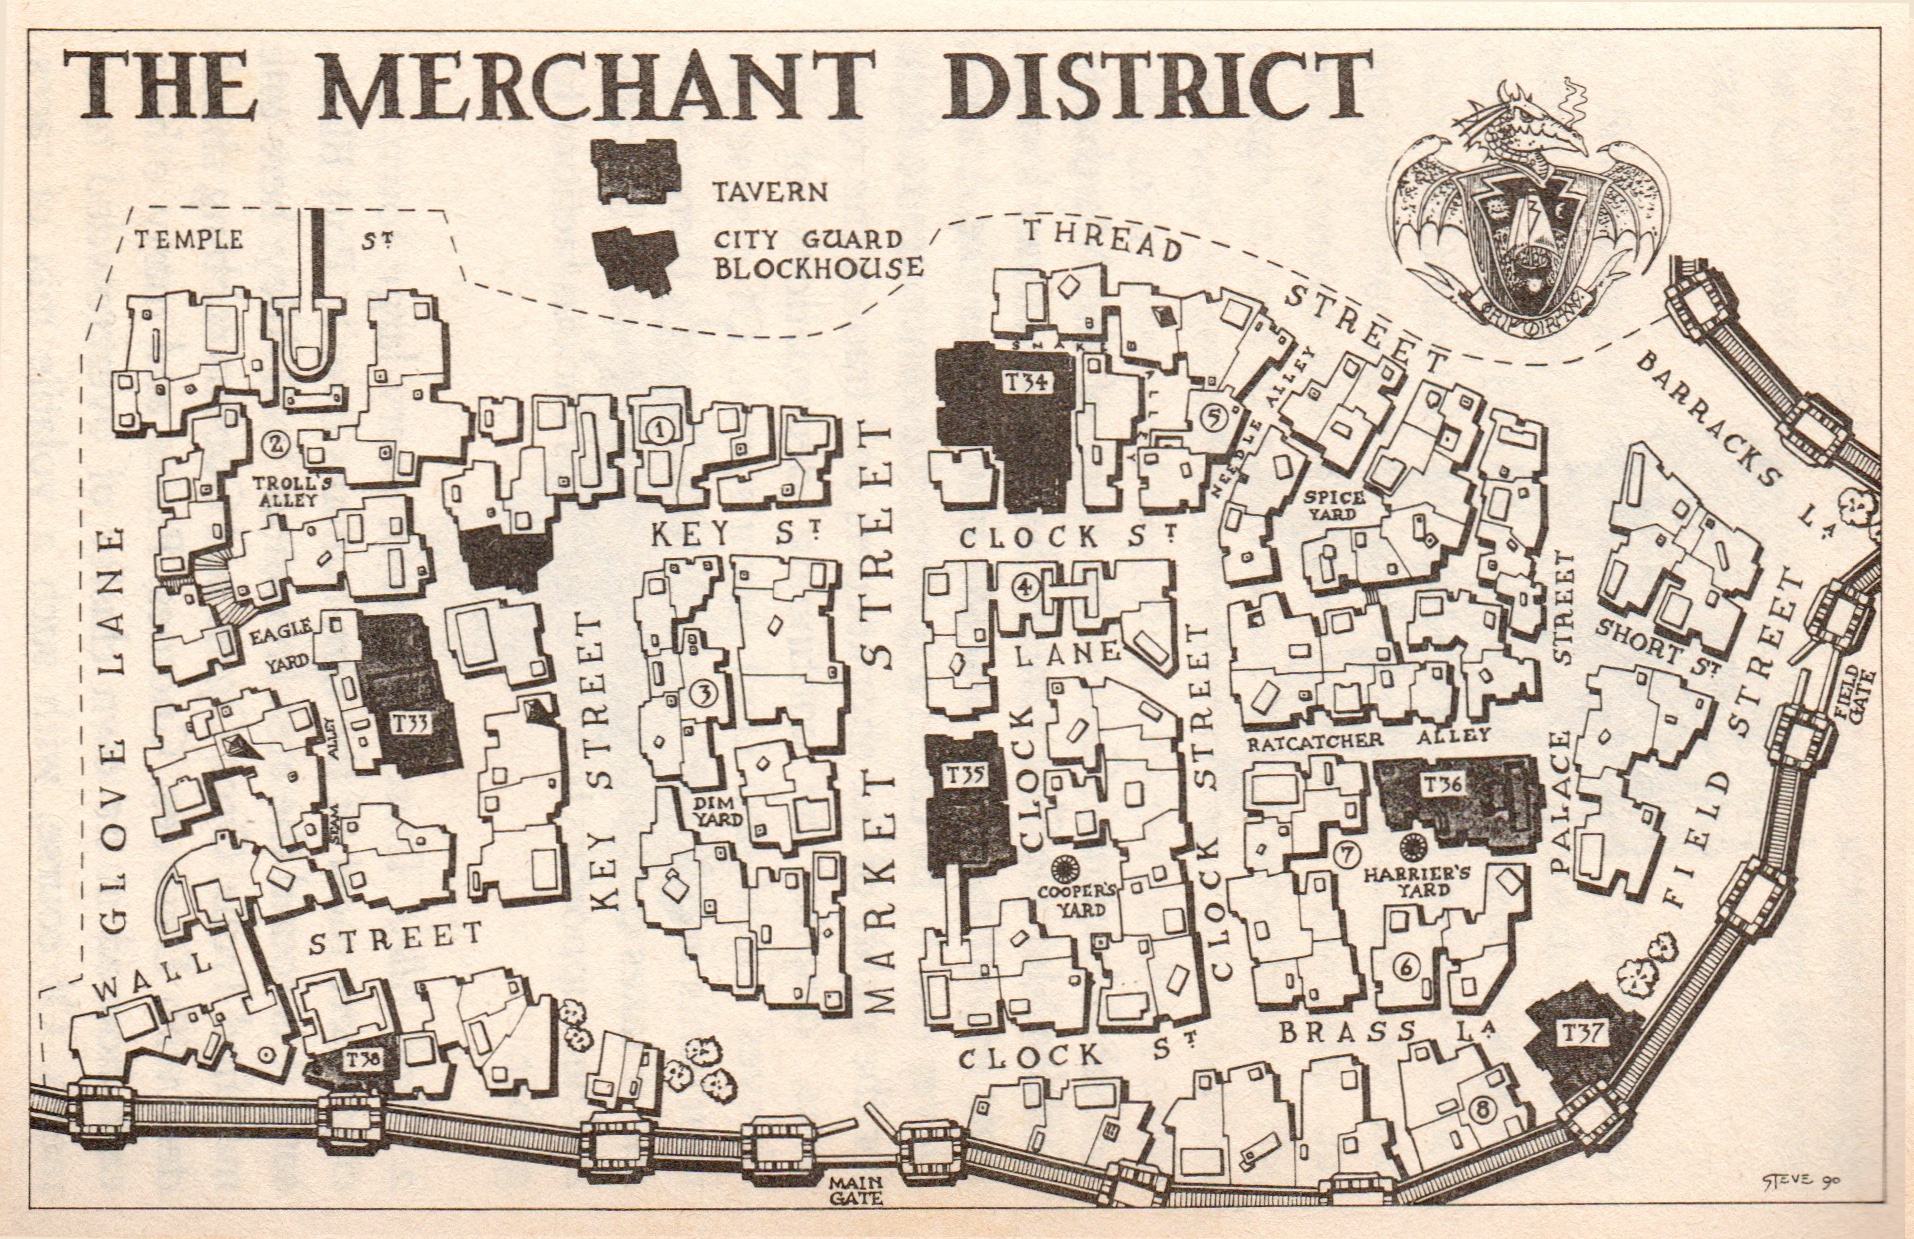 THE MERCHANT DISTRICT
TAVERN
CITY GUARD
BLOCKHOUSE
TEMPLE ST
THREAD
STREET
BARRACKS LA
SNAKE
ALLEY
T34
NEEDLE ALLEY
5
1
2
TROLL'S
ALLEY
GLOVE LANE
KEY ST
MARKET STREET
CLOCK ST
SPICE
YARD
4
CLOCK LANE
EAGLE
YARD
T33
SEAM ALLEY
KEY STREET
3
DIM
YARD
T35
COOPER'S
YARD
CLOCK STREET
RATCATCHER ALLEY
T36
7
HARRIER'S
YARD
6
PALACE STREET
SHORT ST
FIELD STREET
FIELD
GATE
WALL STREET
T38
CLOCK ST
BRASS LA
T37
8
MAIN
GATE
STEVE 90